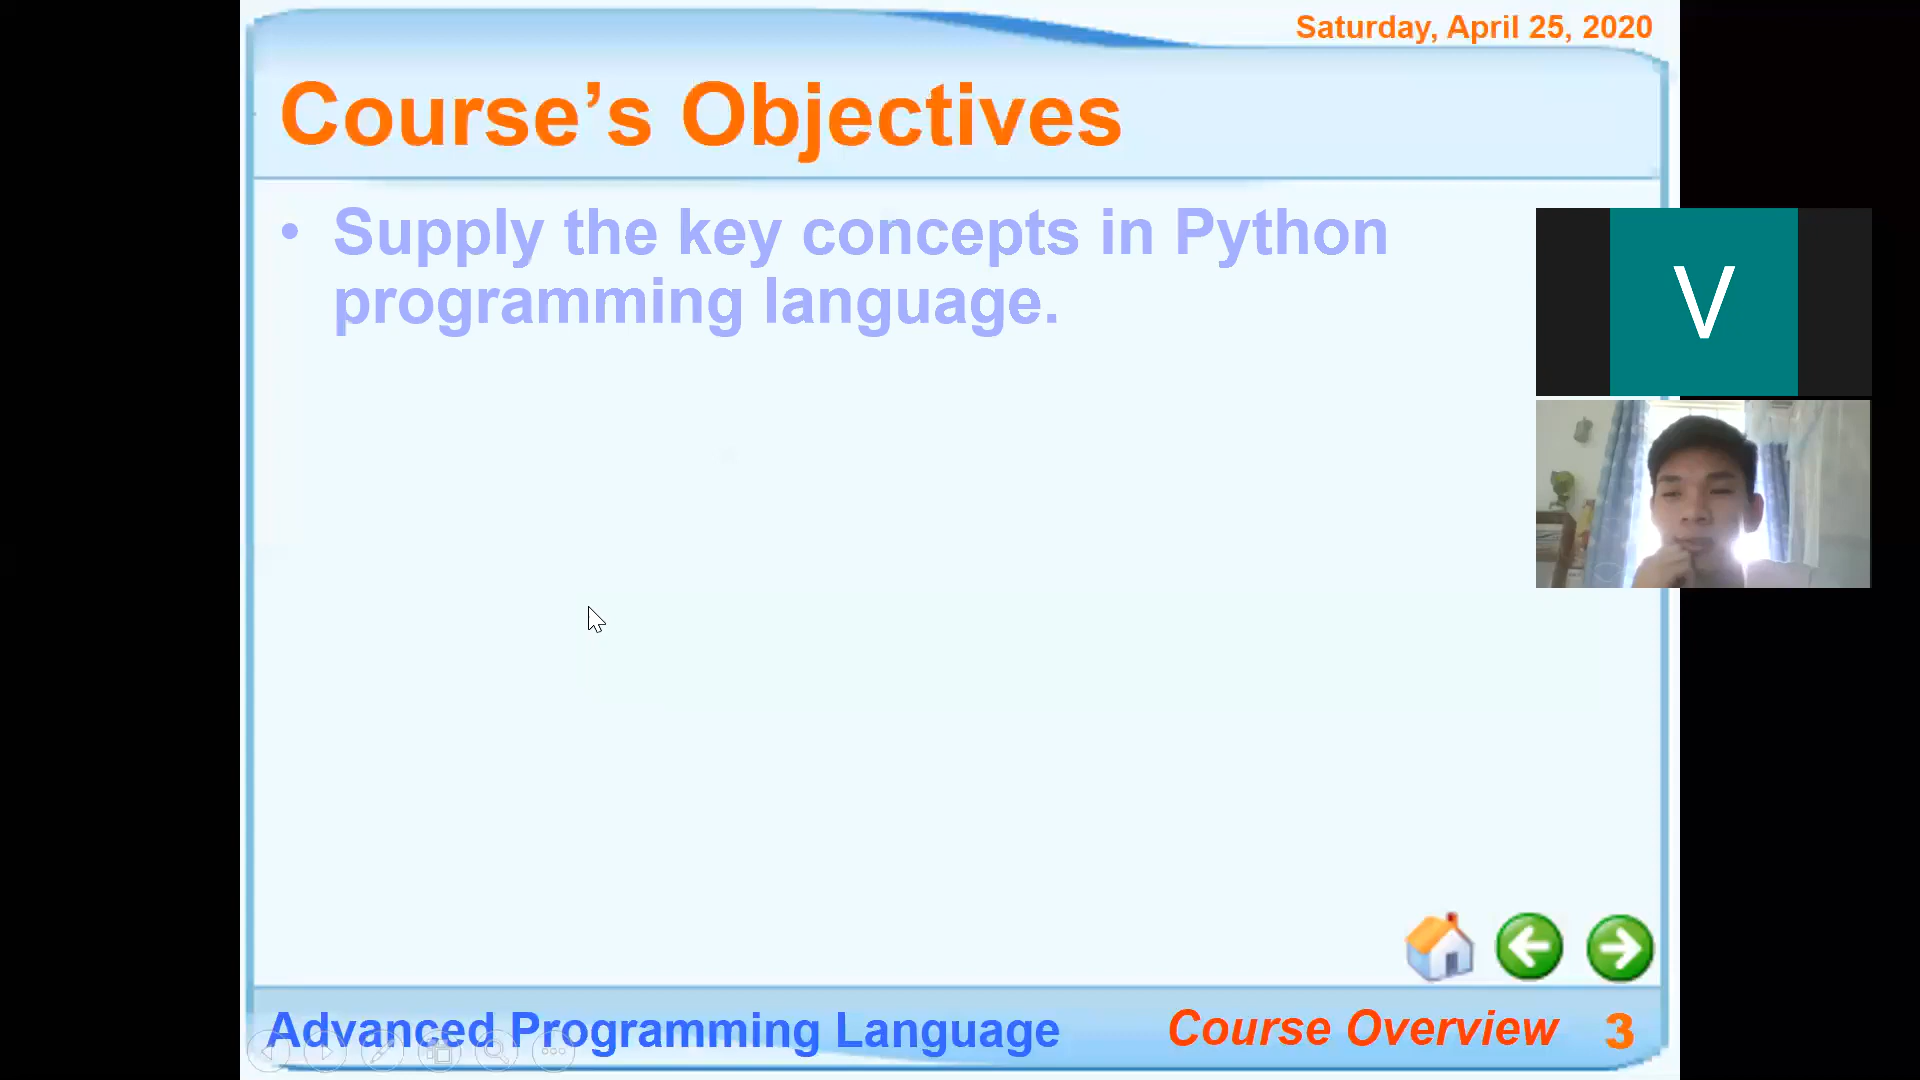 Saturday, April 25, 2020
Course’s Objectives
• Supply the key concepts in Python
programming language.
V
Advanced Programming Language
Course Overview
3